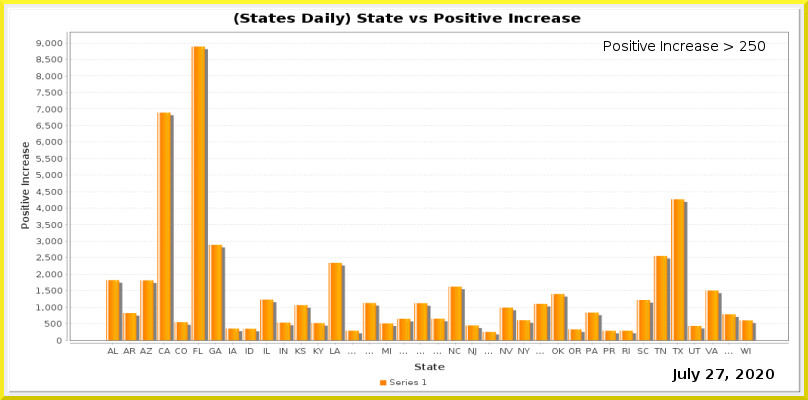 (States Daily) State vs Positive Increase
Positive Increase > 250
9,000
8,500
8,000
7,500
7,000
6,500
6,000
5,500
5,000
4,500
4,000
3,500
3,000
2,500
2,000
1,500
1,000
500
0
Positive Increase
AL AR AZ CA CO FL GA IA ID IL IN KS KY LA ... ... MI ... ... ... NC NJ ... NV NY ... OK OR PA PR RI SC TN TX UT VA ... WI
State
Series 1
July 27, 2020